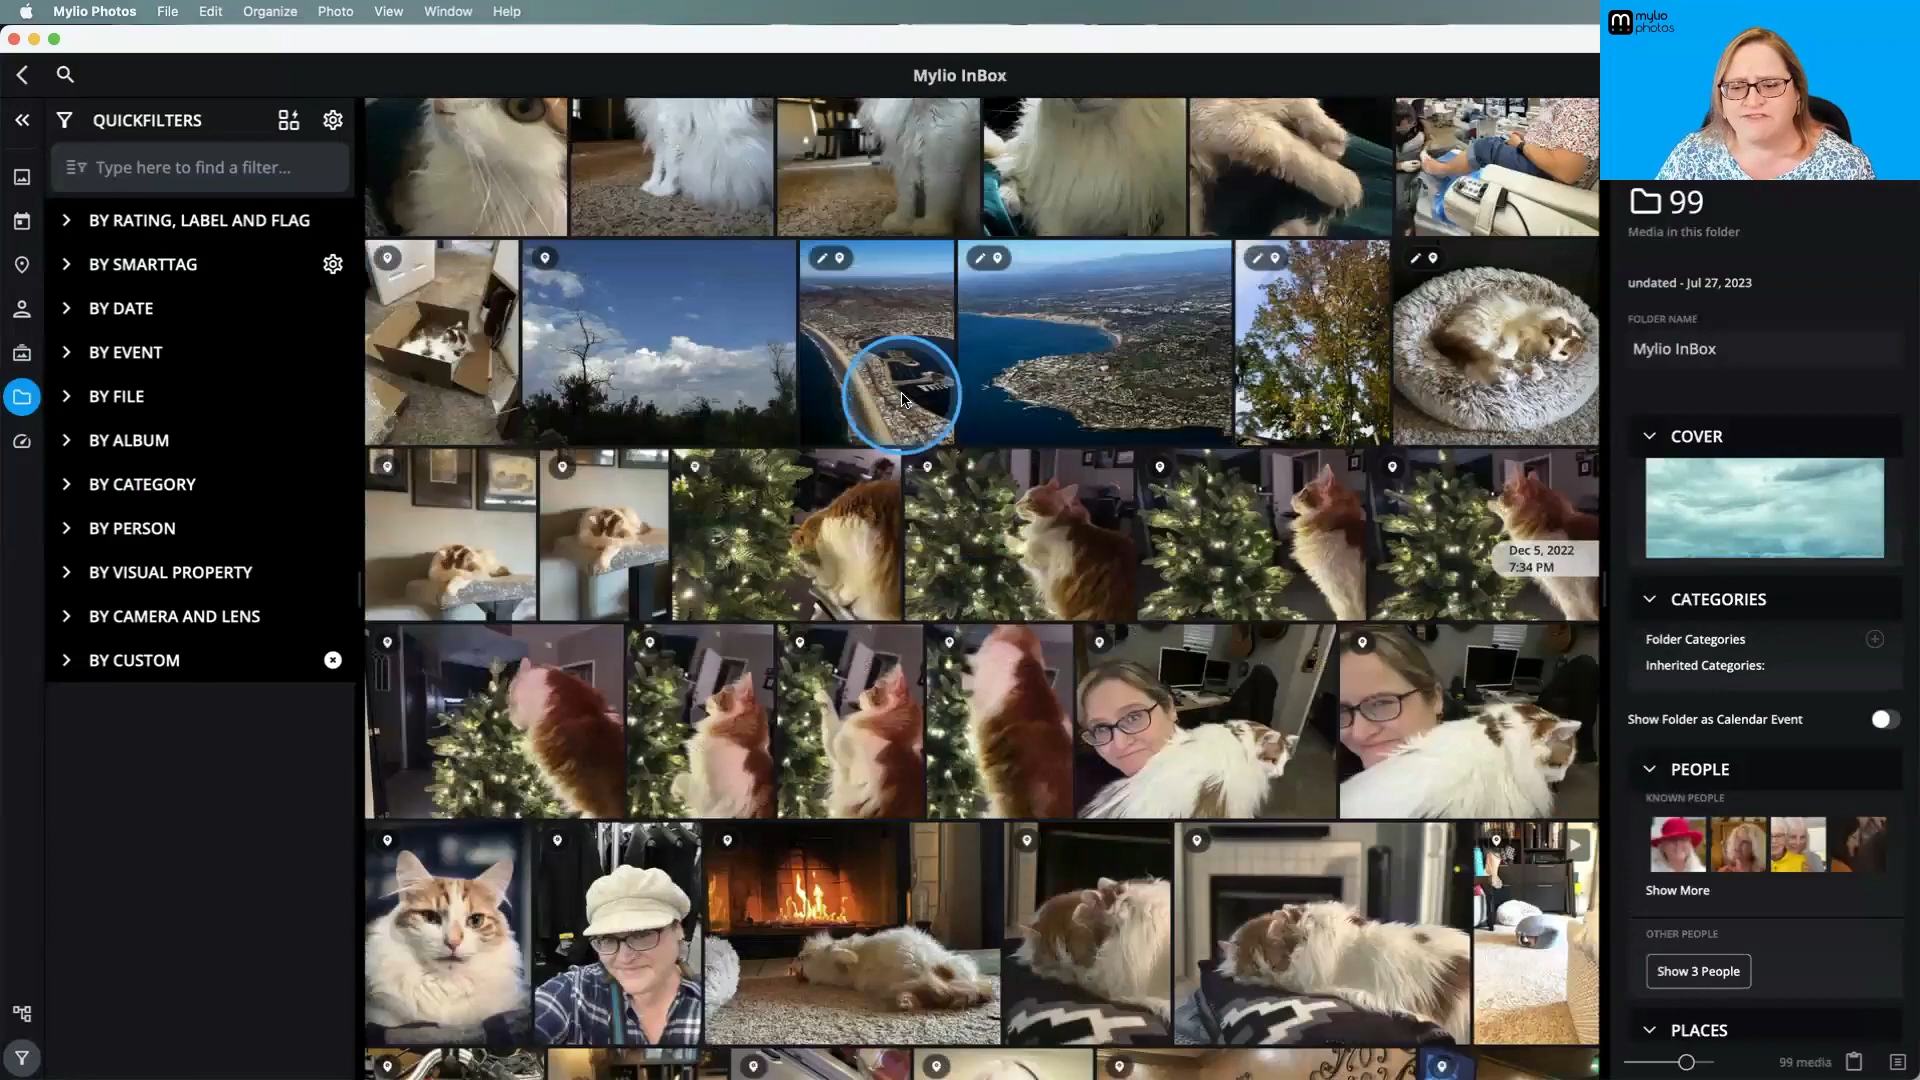 Mylio Photos File Edit Organize Photo View Window Help
mylio
photos
Mylio InBox
QUICKFILTERS
Type here to find a filter...
BY RATING, LABEL AND FLAG
BY SMARTTAG
BY DATE
BY EVENT
BY FILE
BY ALBUM
BY CATEGORY
BY PERSON
BY VISUAL PROPERTY
BY CAMERA AND LENS
BY CUSTOM
Dec 5, 2022
7:34 PM
99
Media in this folder
undated - Jul 27, 2023
FOLDER NAME
Mylio InBox
COVER
CATEGORIES
Folder Categories
Inherited Categories:
Show Folder as Calendar Event
PEOPLE
KNOWN PEOPLE
Show More
OTHER PEOPLE
Show 3 People
PLACES
99 media